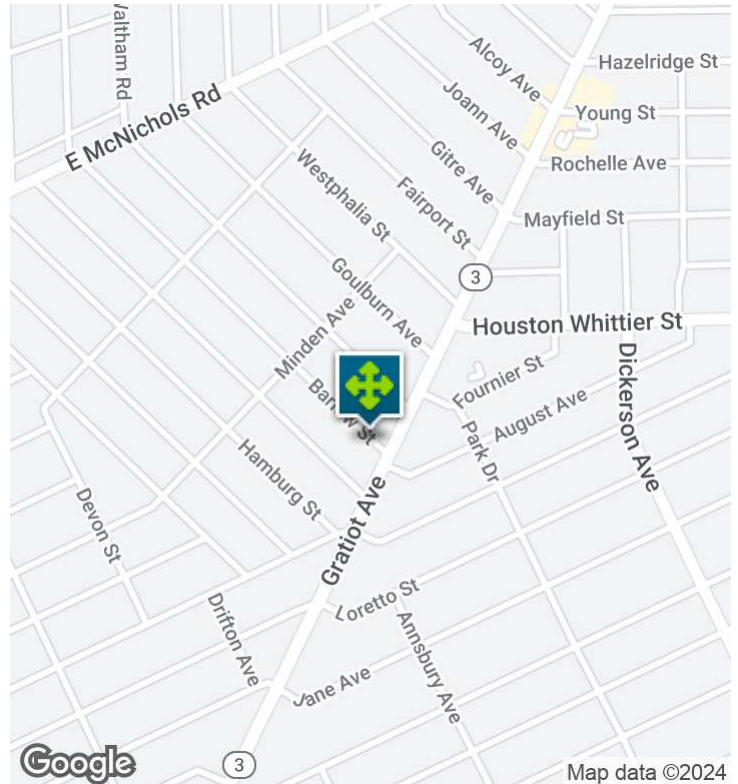 Waltham Rd
Alcoy Ave
Hazelridge St
Joann Ave
Young St
E McNichols Rd
Gitre Ave
Rochelle Ave
Westphalia St
Fairport St
Mayfield St
3
Goulburn Ave
Houston Whittier St
Minden Ave
Fournier St
Dickerson Ave
August Ave
Park Dr
Hamburg St
Gratiot Ave
Devon St
Loretto St
Drifton Ave
Annsbury Ave
Jane Ave
3
Google
Map data ©2024